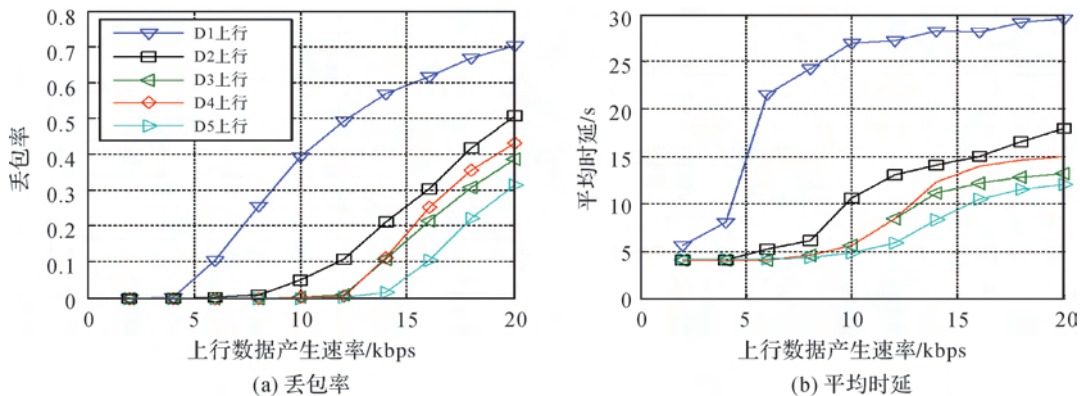 0.8
0.7
0.6
0.5
0.4
0.3
0.2
0.1
0
丢包率
D1上行
D2上行
D3上行
D4上行
D5上行
0 5 10 15 20
上行数据产生速率/kbps
(a) 丢包率
30
25
20
15
10
5
0
平均时延/s
0 5 10 15 20
上行数据产生速率/kbps
(b) 平均时延